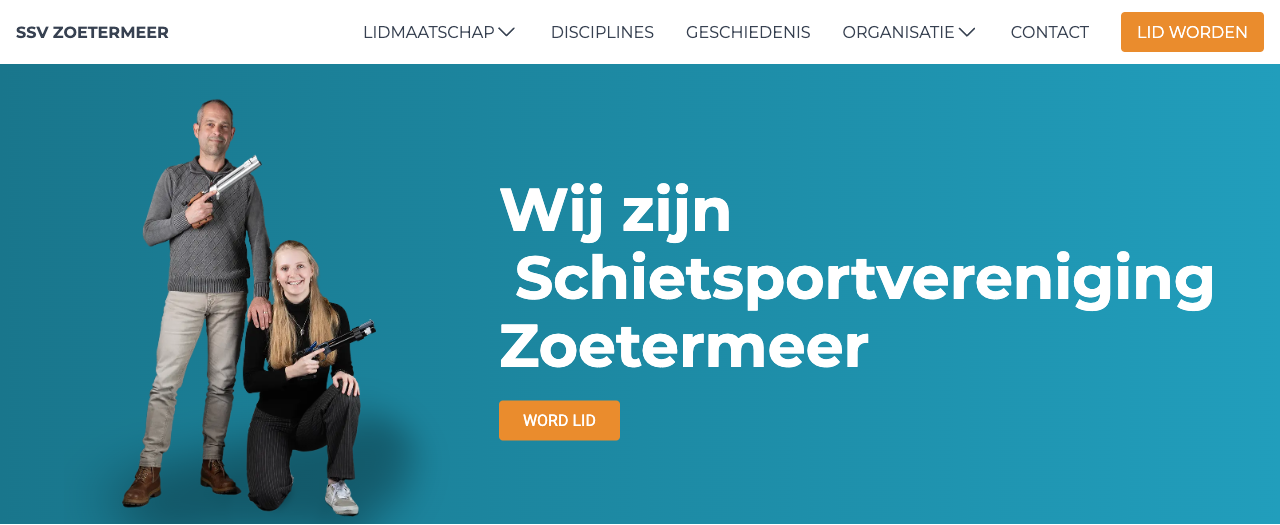 SSV ZOETERMEER
LIDMAATSCHAP
DISCIPLINES
GESCHIEDENIS
ORGANISATIE
CONTACT
LID WORDEN
Wij zijn
Schietsportvereniging
Zoetermeer
WORD LID